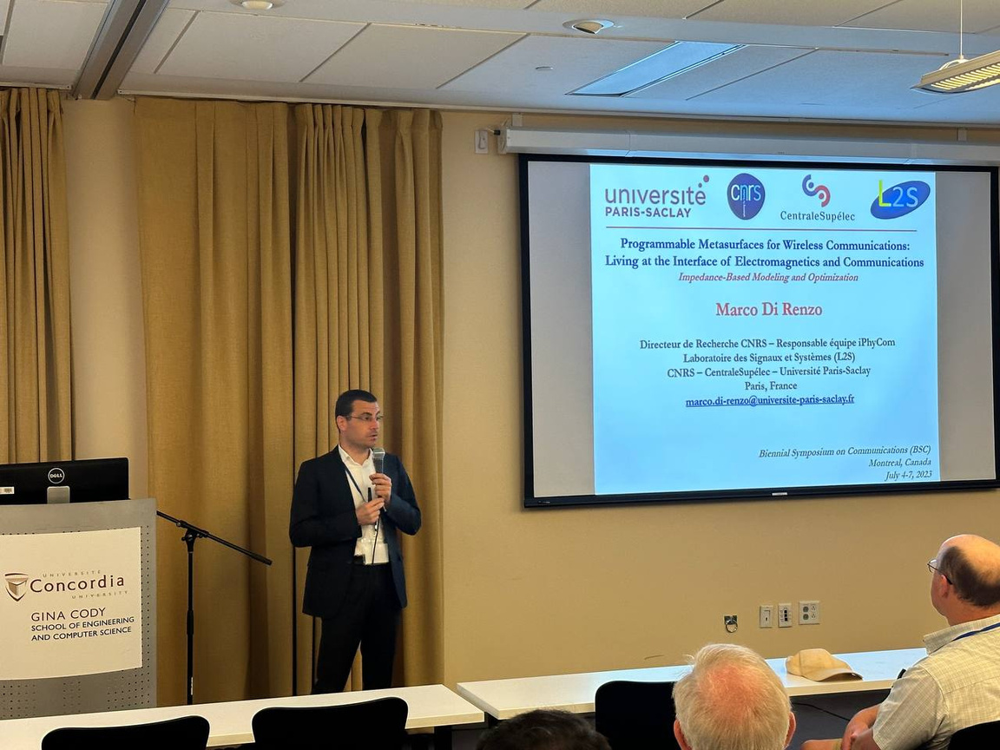 université
PARIS-SACLAY
cnrs
CentraleSupélec
L2S
Programmable Metasurfaces for Wireless Communications:
Living at the Interface of Electromagnetics and Communications
Impedance-Based Modeling and Optimization
Marco Di Renzo
Directeur de Recherche CNRS – Responsable équipe iPhyCom
Laboratoire des Signaux et Systèmes (L2S)
CNRS – CentraleSupélec – Université Paris-Saclay
Paris, France
marco.di-renzo@universite-paris-saclay.fr
Biennial Symposium on Communications (BSC)
Montreal, Canada
July 4-7, 2023
DELL
UNIVERSITÉ
Concordia
UNIVERSITY
GINA CODY
SCHOOL OF ENGINEERING
AND COMPUTER SCIENCE